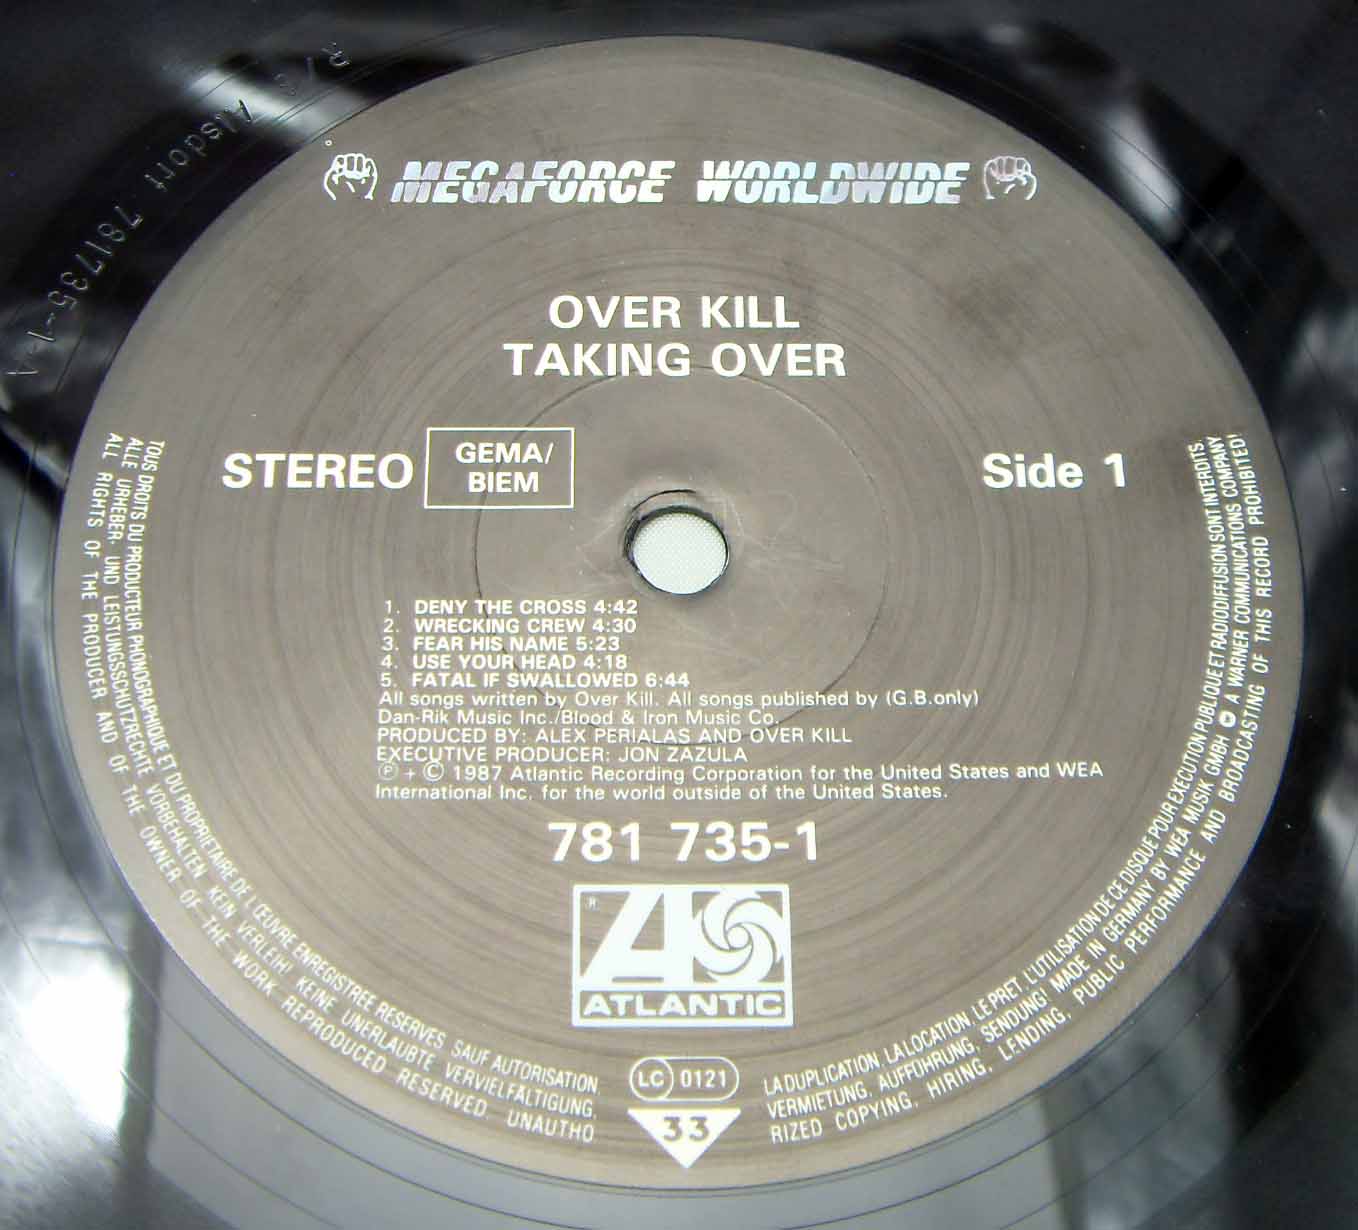 R/S Alsdorf 781735-1-A
MEGAFORCE WORLDWIDE
OVER KILL
TAKING OVER
STEREO
GEMA/
BIEM
Side 1
1. DENY THE CROSS 4:42
2. WRECKING CREW 4:30
3. FEAR HIS NAME 5:23
4. USE YOUR HEAD 4:18
5. FATAL IF SWALLOWED 6:44
All songs written by Over Kill. All songs published by (G.B.only)
Dan-Rik Music Inc./Blood & Iron Music Co.
PRODUCED BY: ALEX PERIALAS AND OVER KILL
EXECUTIVE PRODUCER: JON ZAZULA
℗ + © 1987 Atlantic Recording Corporation for the United States and WEA
International Inc. for the world outside of the United States.
781 735-1
®
ATLANTIC
LC 0121
33
TOUS DROITS DU PRODUCTEUR PHONOGRAPHIQUE ET DU PROPRIETAIRE DE L'ŒUVRE ENREGISTREE RESERVES. SAUF AUTORISATION, LA DUPLICATION, LA LOCATION, LE PRET, L'UTILISATION DE CE DISQUE POUR EXECUTION PUBLIQUE ET RADIODIFFUSION SONT INTERDITS.
ALLE URHEBER- UND LEISTUNGSSCHUTZRECHTE VORBEHALTEN KEIN VERLEIH! KEINE UNERLAUBTE VERVIELFÄLTIGUNG, VERMIETUNG, AUFFÜHRUNG, SENDUNG! MADE IN GERMANY BY WEA MUSIK GMBH A WARNER COMMUNICATIONS COMPANY
ALL RIGHTS OF THE PRODUCER AND OF THE OWNER OF THE WORK REPRODUCED RESERVED. UNAUTHORIZED COPYING, HIRING, LENDING, PUBLIC PERFORMANCE AND BROADCASTING OF THIS RECORD PROHIBITED!